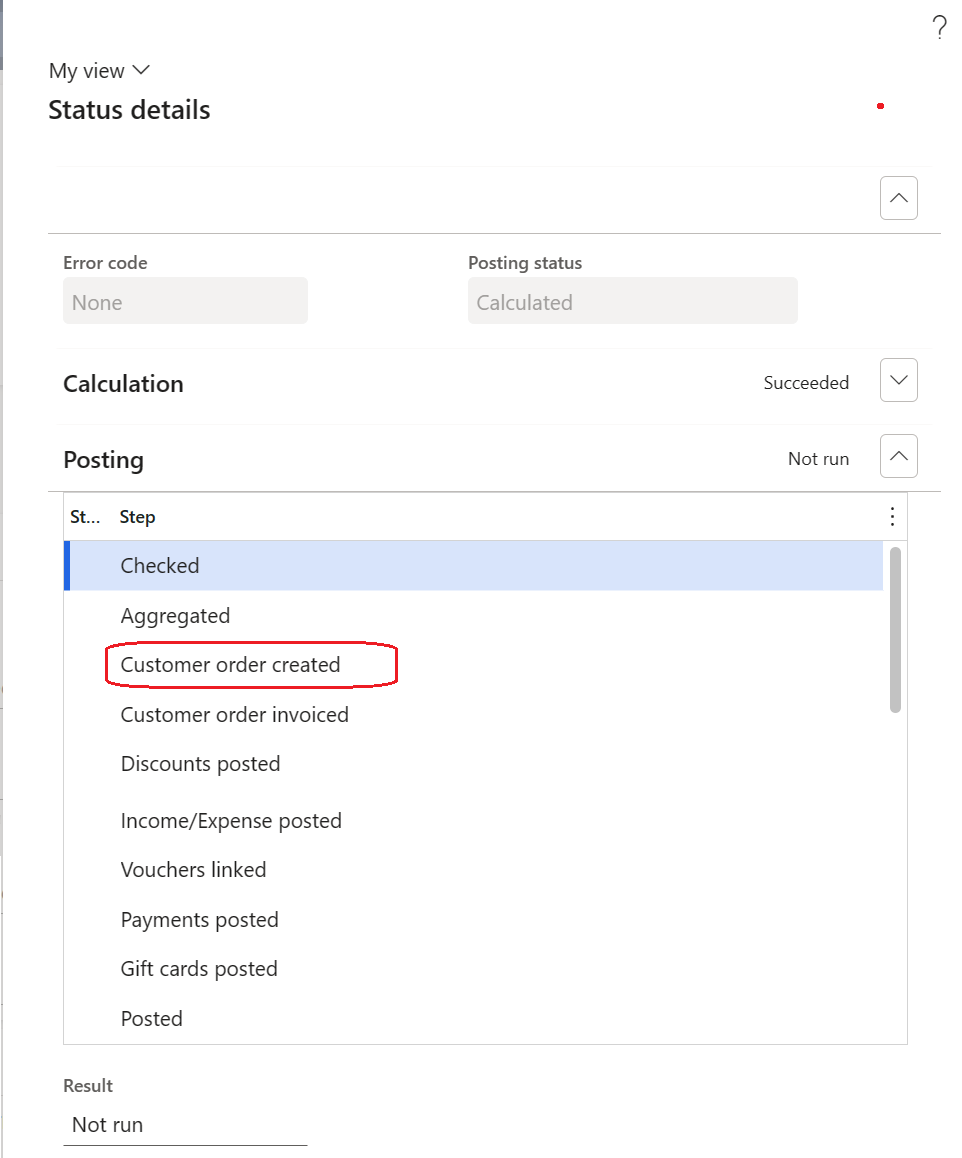 ?
My view
Status details
Error code Posting status
None Calculated
Calculation Succeeded
Posting Not run
St... Step
Checked
Aggregated
Customer order created
Customer order invoiced
Discounts posted
Income/Expense posted
Vouchers linked
Payments posted
Gift cards posted
Posted
Result
Not run